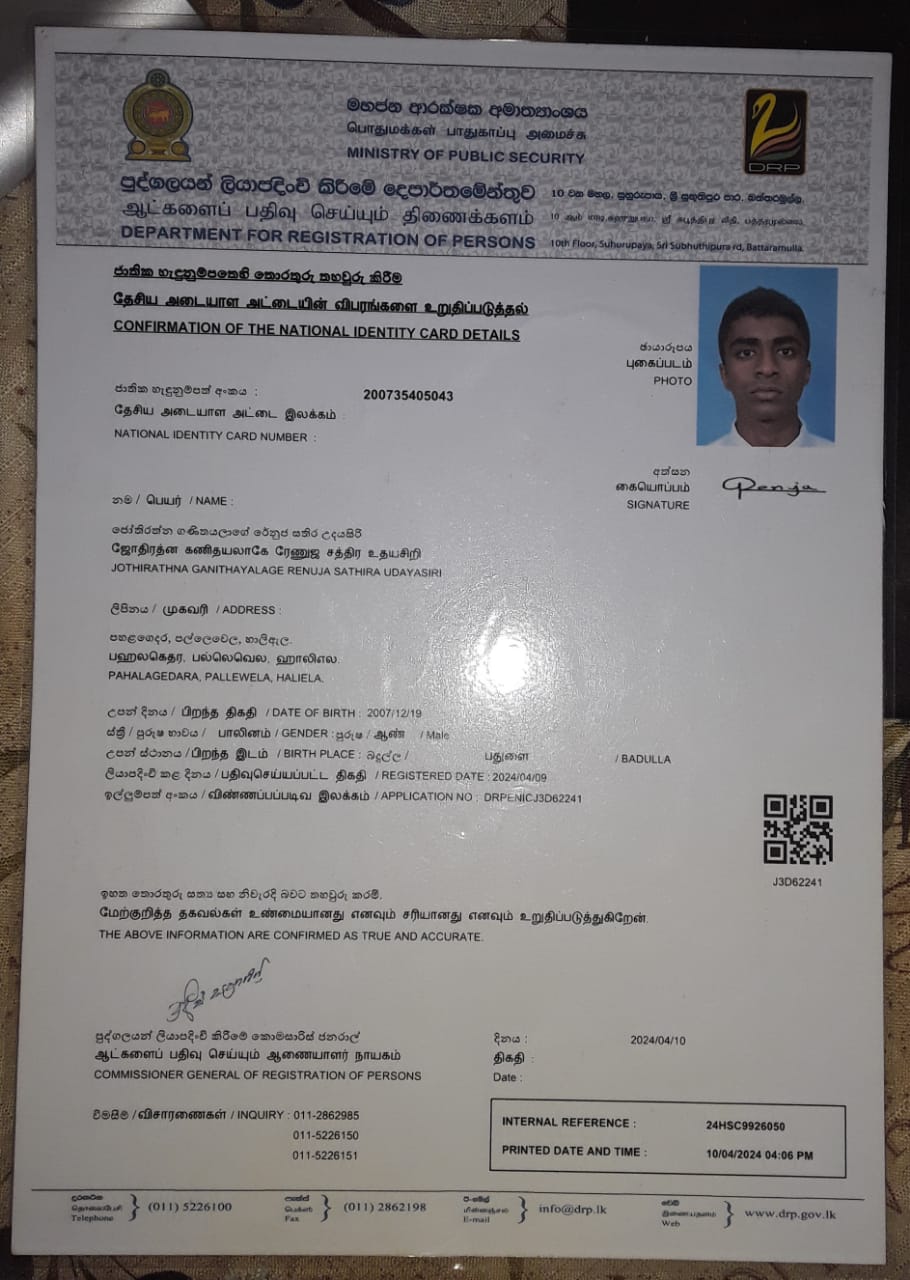 මහජන ආරක්ෂක අමාත්‍යාංශය
பொதுமக்கள் பாதுகாப்பு அமைச்சு
MINISTRY OF PUBLIC SECURITY
DRP
පුද්ගලයන් ලියාපදිංචි කිරීමේ දෙපාර්තමේන්තුව
ஆட்களைப் பதிவு செய்யும் திணைக்களம்
DEPARTMENT FOR REGISTRATION OF PERSONS
10 වන මහල, සුහුරුපාය, ශ්‍රී සුභූතිපුර පාර, බත්තරමුල්ල.
10 ஆம் மாடி, சுஹுருபாய, ஸ்ரீ சுபூத்திபுர வீதி, பத்தரமுல்லை.
10th Floor, Suhurupaya, Sri Subhuthipura rd, Battaramulla.
ජාතික හැඳුනුම්පතෙහි තොරතුරු තහවුරු කිරීම
தேசிய அடையாள அட்டையின் விபரங்களை உறுதிப்படுத்தல்
CONFIRMATION OF THE NATIONAL IDENTITY CARD DETAILS
ඡායාරූපය
புகைப்படம்
PHOTO
ජාතික හැඳුනුම්පත් අංකය :
200735405043
தேசிய அடையாள அட்டை இலக்கம் :
NATIONAL IDENTITY CARD NUMBER :
අත්සන
கையொப்பம்
SIGNATURE
Renuja
නම / பெயர் / NAME :
ජෝතිරත්න ගණිතයලාගේ රේනුජ සතිර උදයසිරි
ஜோதிரத்ன கணிதயலாகே ரேணுஜ சத்திர உதயசிறி
JOTHIRATHNA GANITHAYALAGE RENUJA SATHIRA UDAYASIRI
ලිපිනය / முகவரி / ADDRESS :
පහළගෙදර, පල්ලෙවෙල, හාලිඇල.
பஹலகெதர, பல்லெவெல, ஹாலிஎல.
PAHALAGEDARA, PALLEWELA, HALIELA.
උපන් දිනය / பிறந்த திகதி / DATE OF BIRTH : 2007/12/19
ස්ත්‍රී / පුරුෂ භාවය / பாலினம் / GENDER : පුරුෂ / ஆண் / Male
උපන් ස්ථානය / பிறந்த இடம் / BIRTH PLACE : බදුල්ල / பதுளை / BADULLA
ලියාපදිංචි කළ දිනය / பதிவுசெய்யப்பட்ட திகதி / REGISTERED DATE : 2024/04/09
ඉල්ලුම්පත් අංකය / விண்ணப்பப்படிவ இலக்கம் / APPLICATION NO : DRPENICJ3D62241
J3D62241
ඉහත තොරතුරු සත්‍ය සහ නිවැරදි බවට තහවුරු කරමි.
மேற்குறித்த தகவல்கள் உண்மையானது எனவும் சரியானது எனவும் உறுதிப்படுத்துகிறேன்.
THE ABOVE INFORMATION ARE CONFIRMED AS TRUE AND ACCURATE.
පුද්ගලයන් ලියාපදිංචි කිරීමේ කොමසාරිස් ජනරාල්
ஆட்களைப் பதிவு செய்யும் ஆணையாளர் நாயகம்
COMMISSIONER GENERAL OF REGISTRATION OF PERSONS
දිනය : 2024/04/10
திகதி :
Date :
විමසීම / விசாரணைகள் / INQUIRY : 011-2862985
011-5226150
011-5226151
INTERNAL REFERENCE : 24HSC9926050
PRINTED DATE AND TIME : 10/04/2024 04:06 PM
දුරකථන
தொலைபேசி
Telephone
(011) 5226100
ෆැක්ස්
பெக்ஸ்
Fax
(011) 2862198
ඊ-මේල්
மின்னஞ்சல்
E-mail
info@drp.lk
වෙබ්
இணையதளம்
Web
www.drp.gov.lk